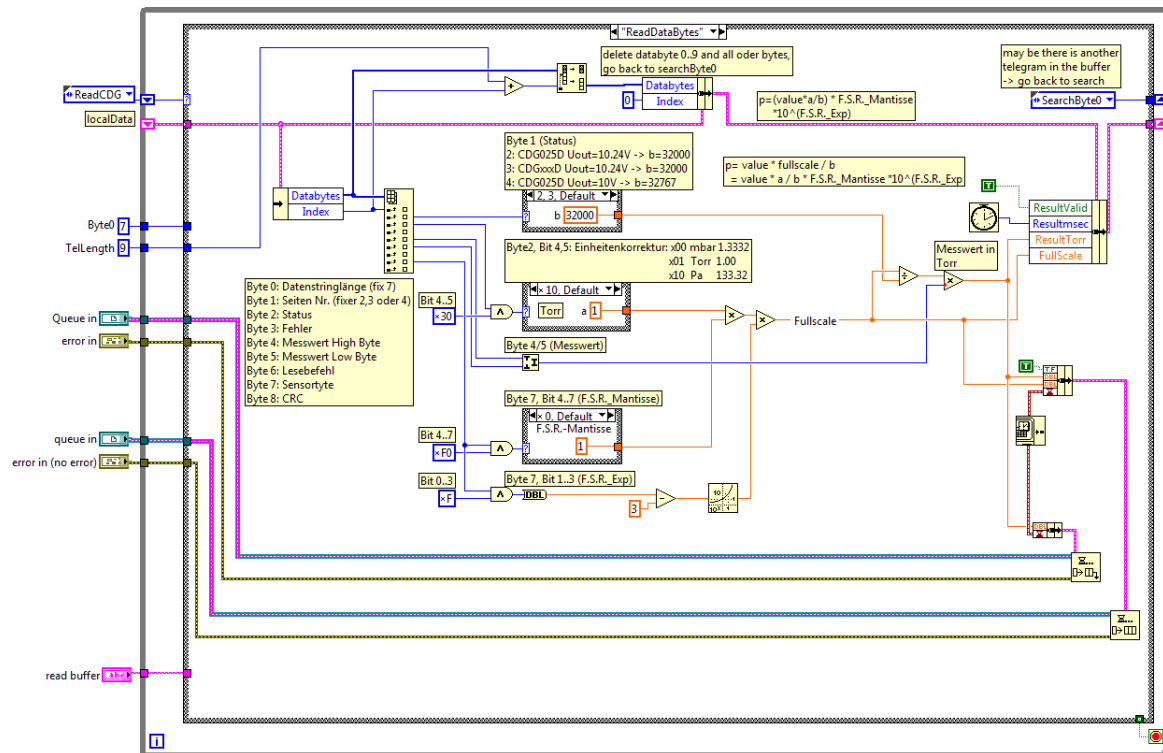 "ReadDataBytes"
delete databyte 0..9 and all oder bytes,
go back to searchByte0
may be there is another
telegram in the buffer
-> go back to search
ReadCDG
localData
Databytes
0
Index
SearchByte0
p=(value*a/b) * F.S.R._Mantisse
*10^(F.S.R._Exp)
Byte 1 (Status)
2: CDG025D Uout=10.24V -> b=32000
3: CDGxxxD Uout=10.24V -> b=32000
4: CDG025D Uout=10V -> b=32767
p= value * fullscale / b
= value * a / b * F.S.R._Mantisse *10^(F.S.R._Exp
Databytes
Index
2, 3, Default
b 32000
T
ResultValid
Resultmsec
ResultTorr
FullScale
Byte0 7
TelLength 9
Byte2, Bit 4,5: Einheitenkorrektur: x00 mbar 1.3332
x01 Torr 1.00
x10 Pa 133.32
Messwert in
Torr
Byte 0: Datenstringlänge (fix 7)
Byte 1: Seiten Nr. (fixer 2,3 oder 4)
Byte 2: Status
Byte 3: Fehler
Byte 4: Messwert High Byte
Byte 5: Messwert Low Byte
Byte 6: Lesebefehl
Byte 7: Sensortyte
Byte 8: CRC
Bit 4..5
×30
× 10, Default
Torr
a 1
Fullscale
Queue in
error in
Byte 4/5 (Messwert)
T
TF
DBL
DBL
Byte 7, Bit 4..7 (F.S.R._Mantisse)
× 0, Default
F.S.R.-Mantisse
1
Bit 4..7
×F0
queue in
error in (no error)
Bit 0..3
×F
Byte 7, Bit 1..3 (F.S.R._Exp)
DBL
3
DBL
read buffer
abc
i